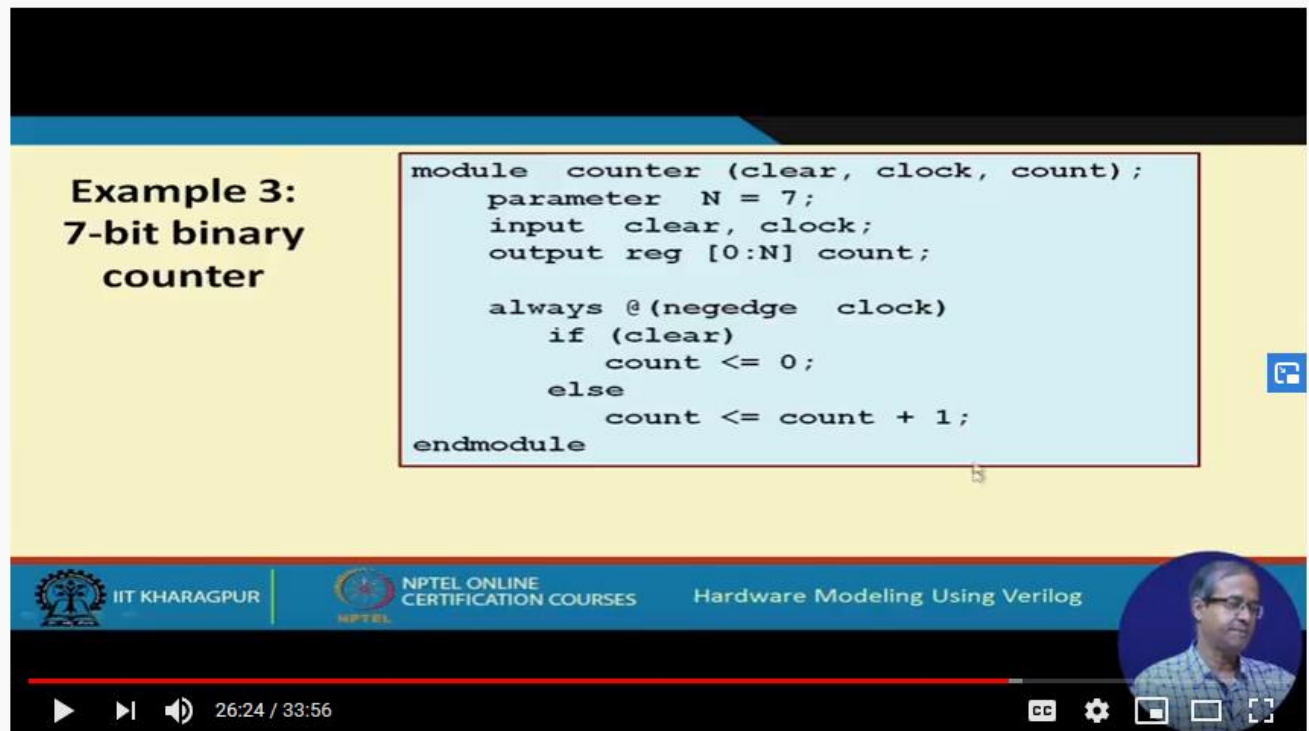 Example 3:
7-bit binary
counter
module counter (clear, clock, count);
parameter N = 7;
input clear, clock;
output reg [0:N] count;
always @(negedge clock)
if (clear)
count <= 0;
else
count <= count + 1;
endmodule
IIT KHARAGPUR
NPTEL
NPTEL ONLINE
CERTIFICATION COURSES
Hardware Modeling Using Verilog
26:24 / 33:56
CC